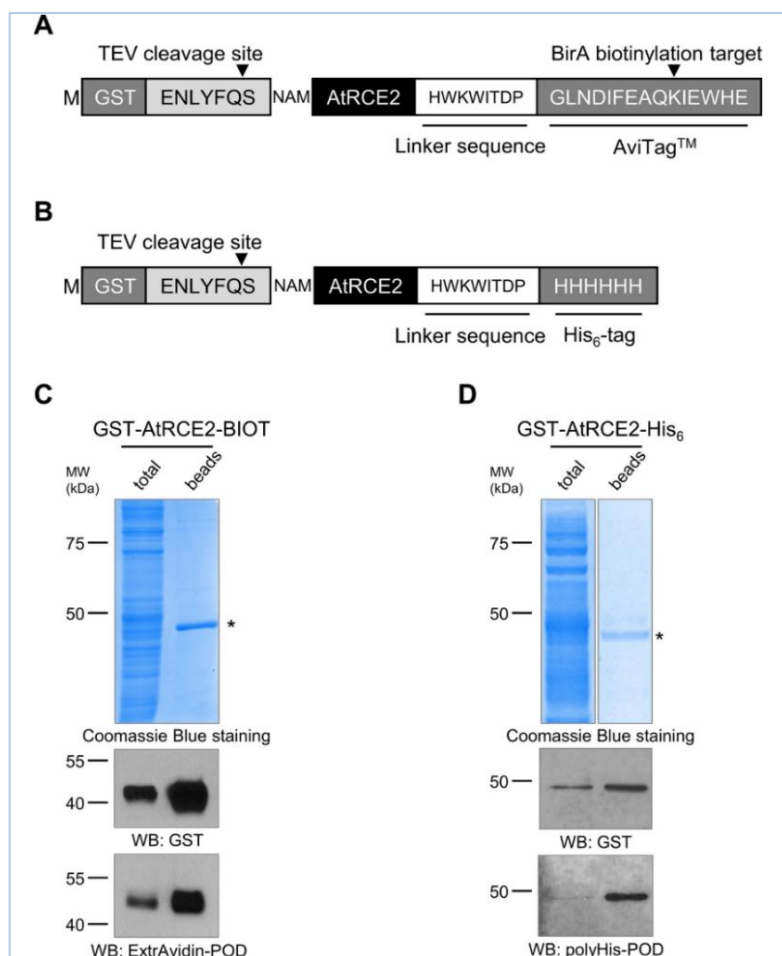 A
TEV cleavage site BirA biotinylation target
M GST ENLYFQS NAM AtRCE2 HWKWITDP GLNDIFEAQKIEWHE
Linker sequence AviTag™
B
TEV cleavage site
M GST ENLYFQS NAM AtRCE2 HWKWITDP HHHHHH
Linker sequence His₆-tag
C
GST-AtRCE2-BIOT
MW
(kDa)
total
beads
75
50
*
Coomassie Blue staining
55
40
WB: GST
55
40
WB: ExtrAvidin-POD
D
GST-AtRCE2-His₆
MW
(kDa)
total
beads
75
50
*
Coomassie Blue staining
50
WB: GST
50
WB: polyHis-POD